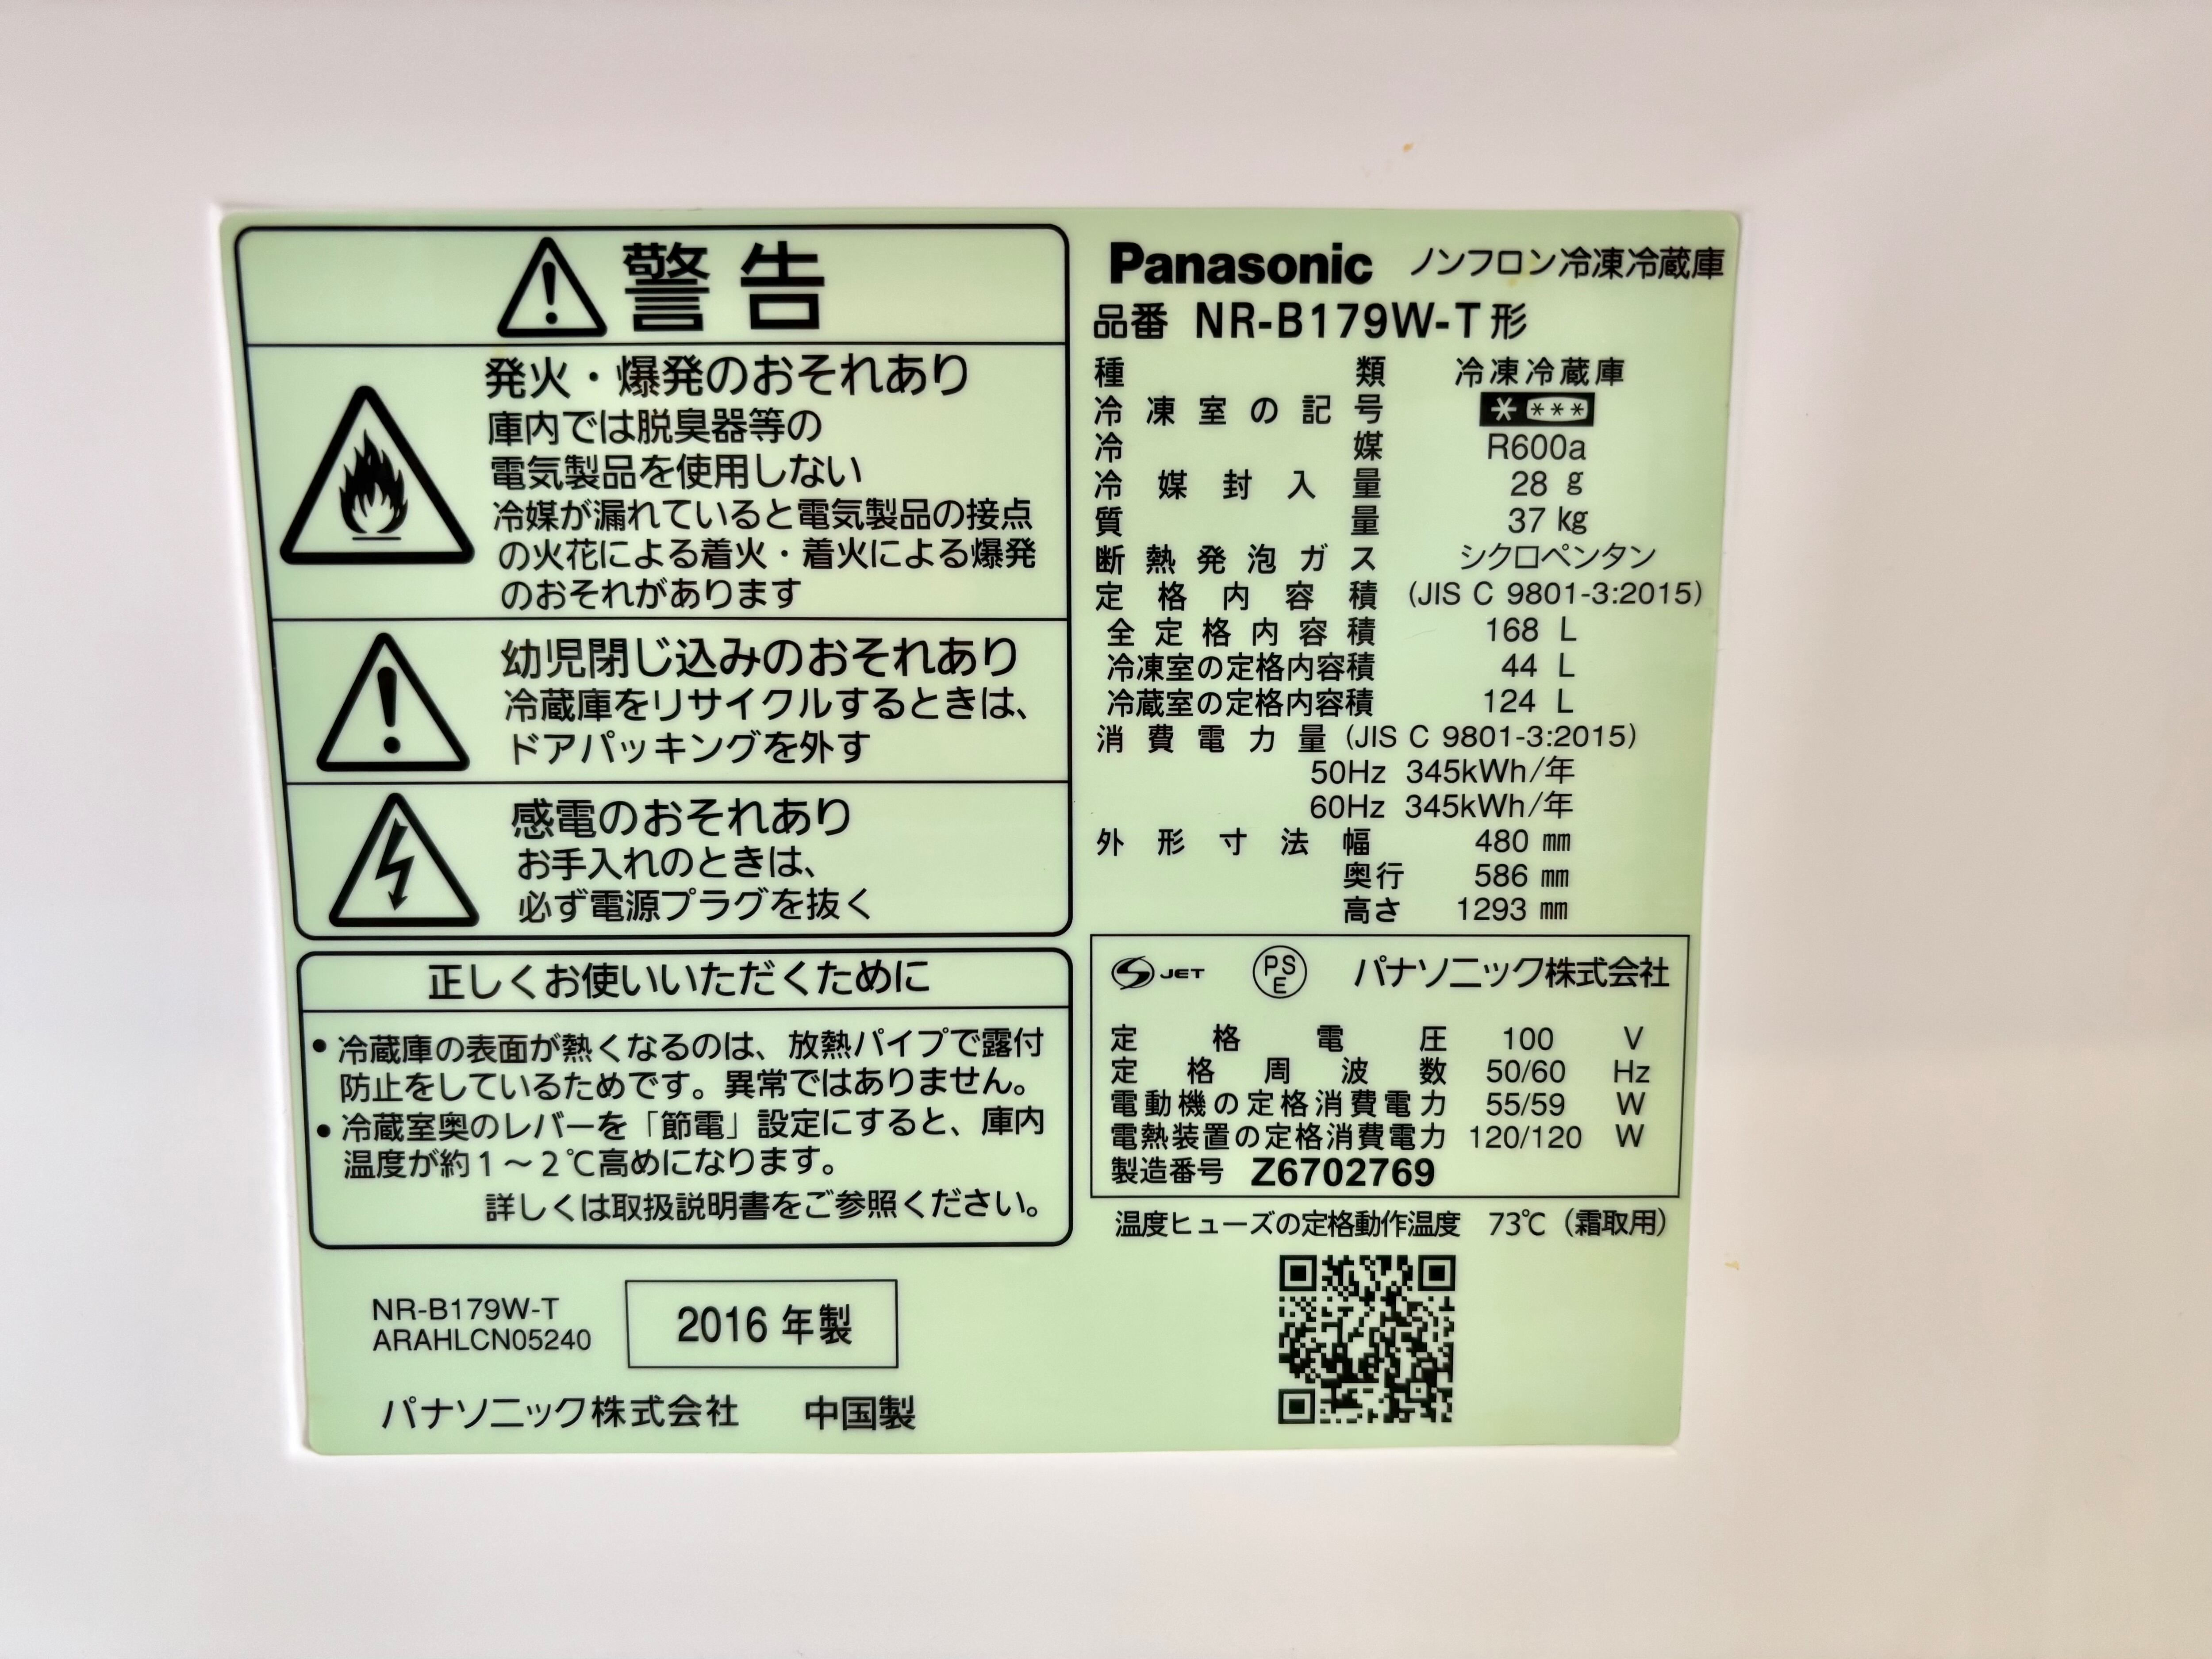 警告
発火・爆発のおそれあり
庫内では脱臭器等の
電気製品を使用しない
冷媒が漏れていると電気製品の接点
の火花による着火・着火による爆発
のおそれがあります
幼児閉じ込みのおそれあり
冷蔵庫をリサイクルするときは、
ドアパッキングを外す
感電のおそれあり
お手入れのときは、
必ず電源プラグを抜く
正しくお使いいただくために
• 冷蔵庫の表面が熱くなるのは、放熱パイプで露付
防止をしているためです。異常ではありません。
• 冷蔵室奥のレバーを「節電」設定にすると、庫内
温度が約1～2℃高めになります。
詳しくは取扱説明書をご参照ください。
NR-B179W-T
ARAHLCN05240
2016 年製
パナソニック株式会社 中国製
Panasonic ノンフロン冷凍冷蔵庫
品番 NR-B179W-T形
種類 冷凍冷蔵庫
冷凍室の記号 * ***
冷媒 R600a
冷媒封入量 28 g
質量 37 kg
断熱発泡ガス シクロペンタン
定格内容積 (JIS C 9801-3:2015)
全定格内容積 168 L
冷凍室の定格内容積 44 L
冷蔵室の定格内容積 124 L
消費電力量 (JIS C 9801-3:2015)
50Hz 345kWh/年
60Hz 345kWh/年
外形寸法 幅 480 mm
奥行 586 mm
高さ 1293 mm
S JET PSE パナソニック株式会社
定格電圧 100 V
定格周波数 50/60 Hz
電動機の定格消費電力 55/59 W
電熱装置の定格消費電力 120/120 W
製造番号 Z6702769
温度ヒューズの定格動作温度 73℃（霜取用）